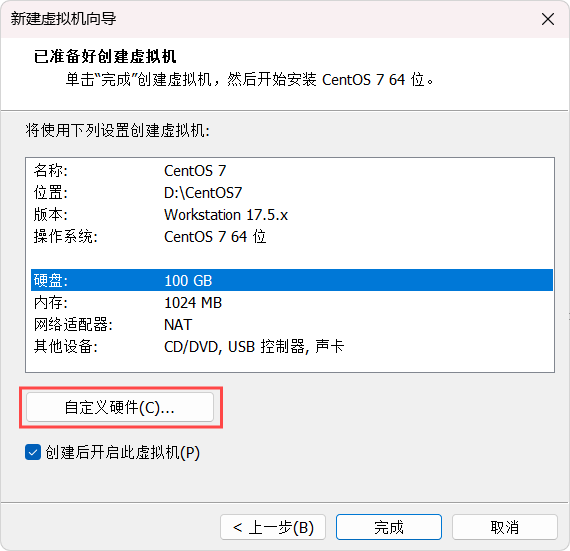 新建虚拟机向导
已准备好创建虚拟机
单击“完成”创建虚拟机，然后开始安装 CentOS 7 64 位。
将使用下列设置创建虚拟机:
名称: CentOS 7
位置: D:\CentOS7
版本: Workstation 17.5.x
操作系统: CentOS 7 64 位
硬盘: 100 GB
内存: 1024 MB
网络适配器: NAT
其他设备: CD/DVD, USB 控制器, 声卡
自定义硬件(C)...
创建后开启此虚拟机(P)
< 上一步(B) 完成 取消